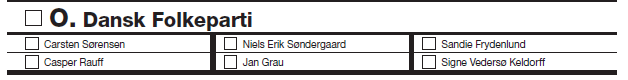 O. Dansk Folkeparti
Carsten Sørensen
Casper Rauff
Niels Erik Søndergaard
Jan Grau
Sandie Frydenlund
Signe Vedersø Keldorff